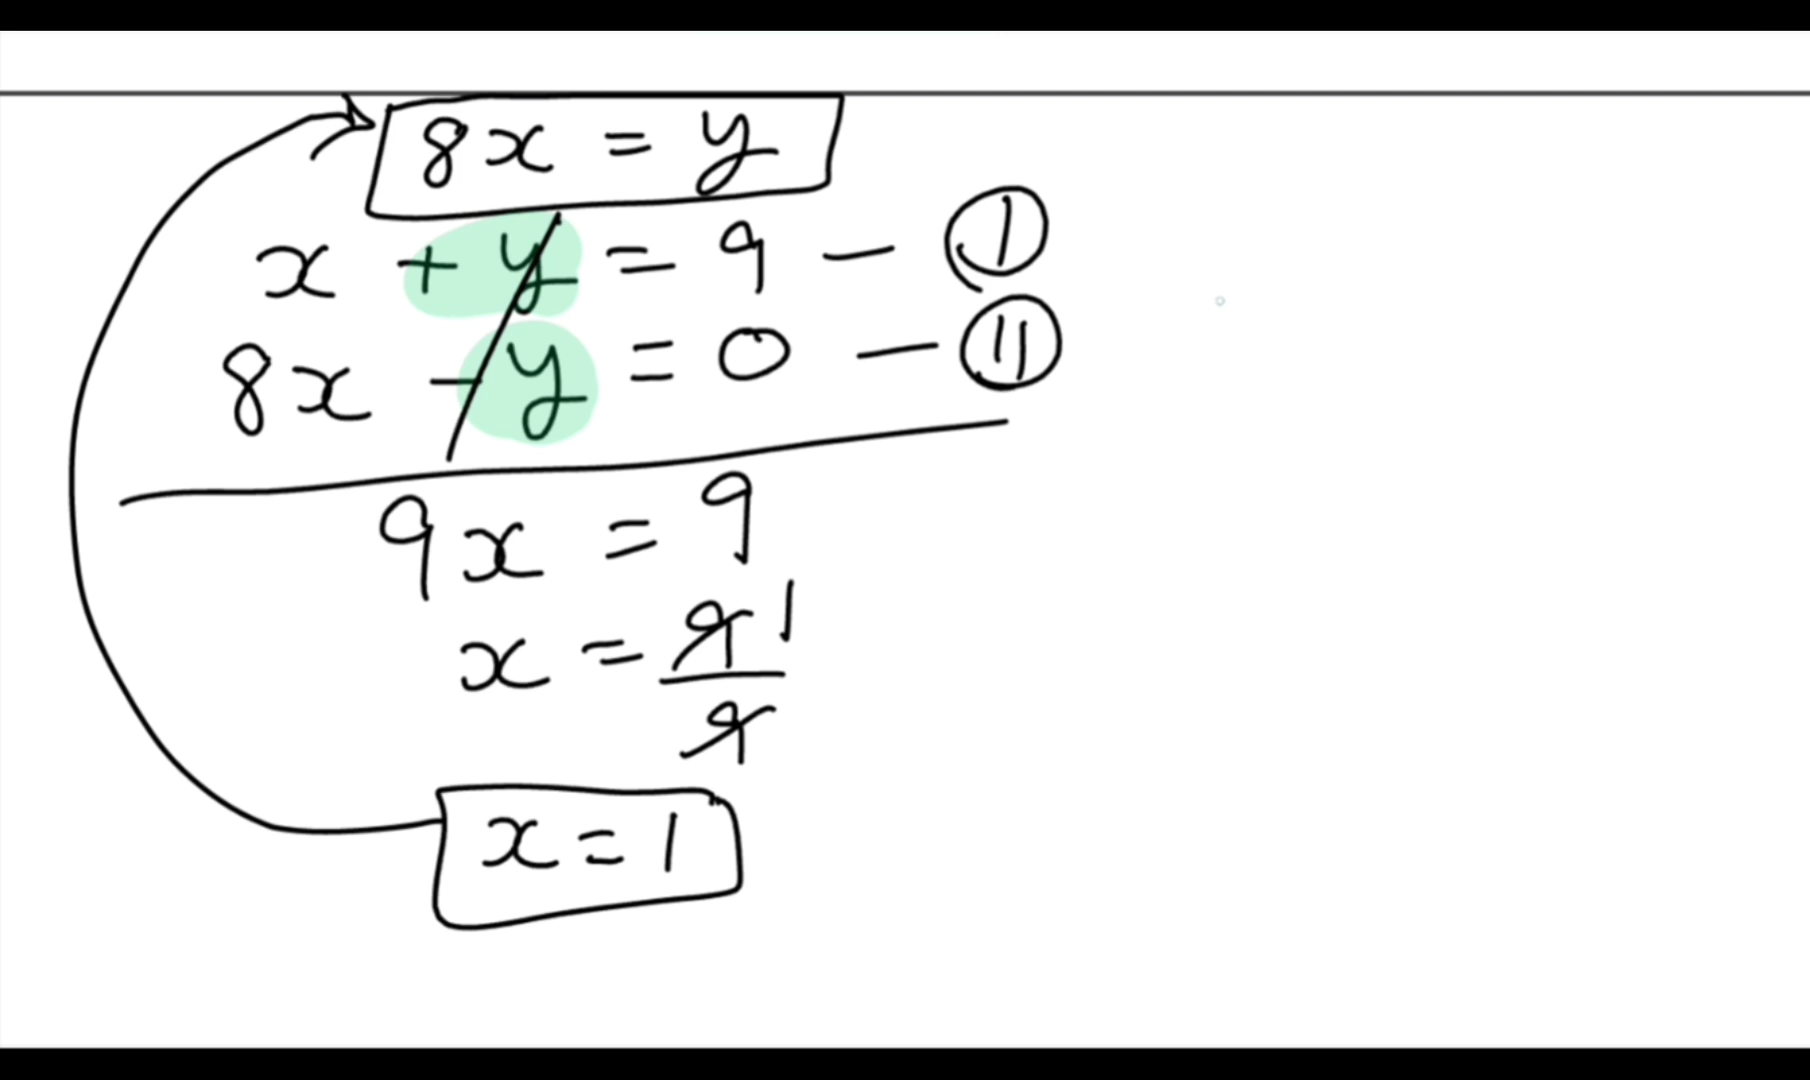 8x = y
x + y = 9 — ①
8x - y = 0 — ⑪
9x = 9
x = 9/9 1
x = 1